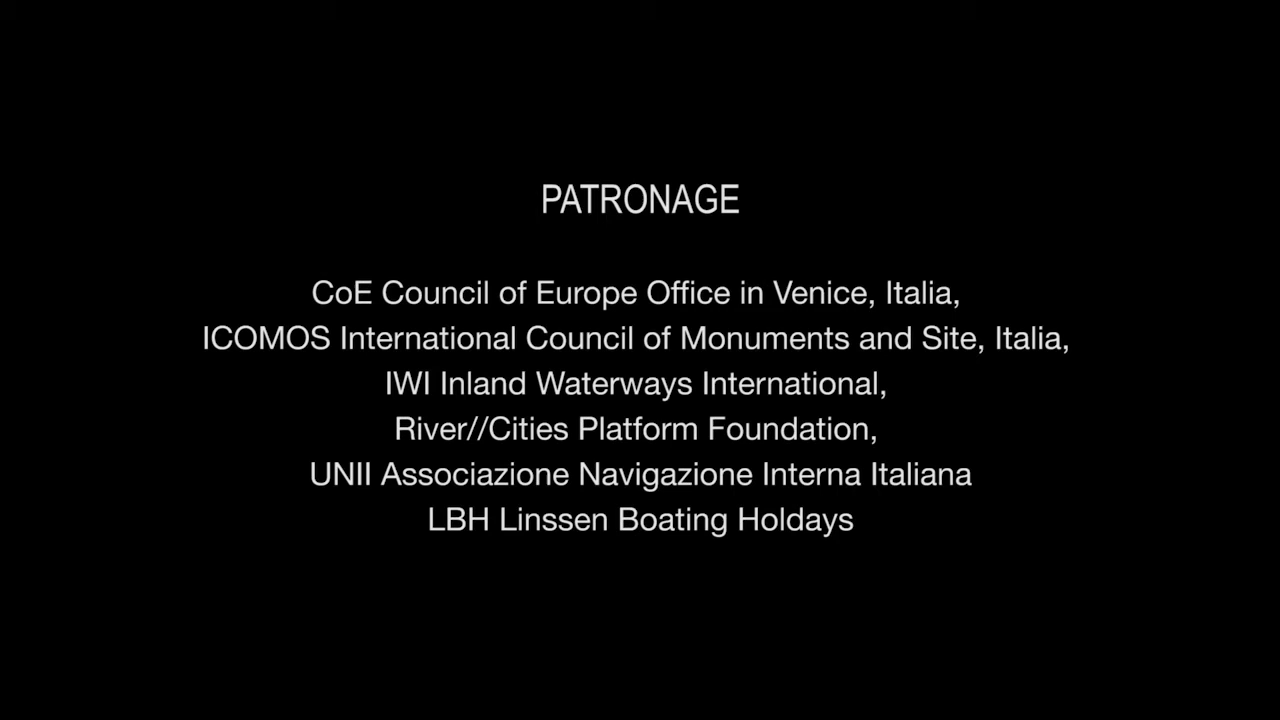 PATRONAGE
CoE Council of Europe Office in Venice, Italia,
ICOMOS International Council of Monuments and Site, Italia,
IWI Inland Waterways International,
River//Cities Platform Foundation,
UNII Associazione Navigazione Interna Italiana
LBH Linssen Boating Holdays